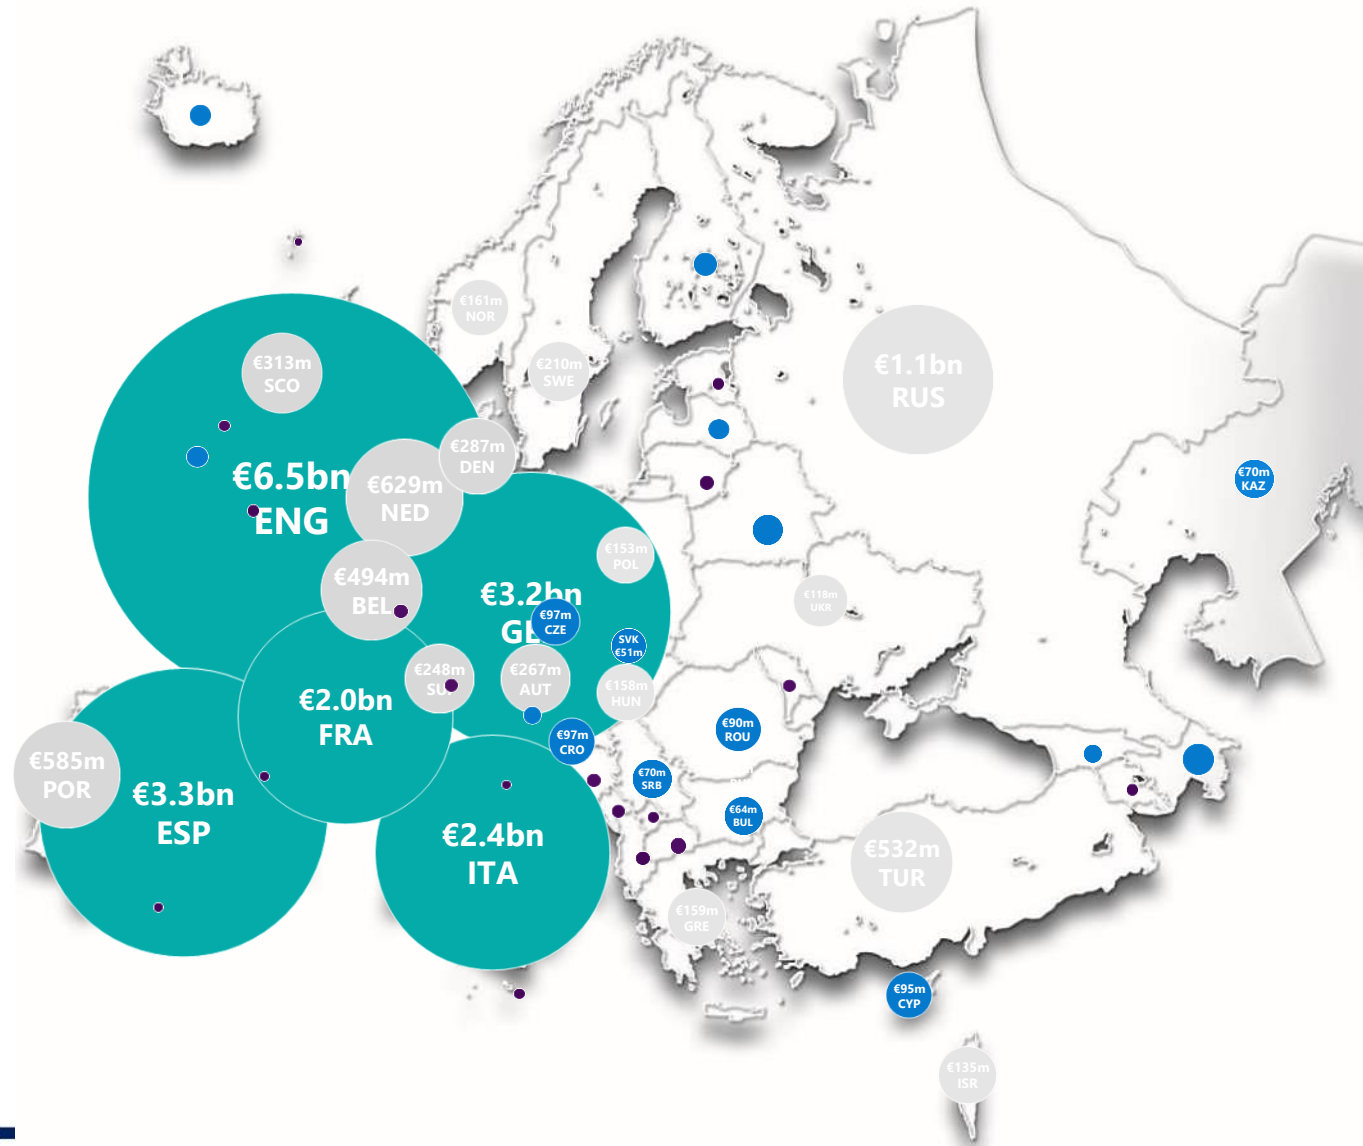 €161m
NOR
€313m
SCO
€210m
SWE
€1.1bn
RUS
€287m
DEN
€6.5bn
ENG
€629m
NED
€70m
KAZ
€153m
POL
€494m
BEL
€3.2bn
GE
€118m
UKR
€97m
CZE
SVK
€51m
€248m
SU
€267m
AUT
€158m
HUN
€2.0bn
FRA
€90m
ROU
€97m
CRO
€585m
POR
€3.3bn
ESP
€70m
SRB
€64m
BUL
€2.4bn
ITA
€532m
TUR
€159m
GRE
€95m
CYP
€135m
ISR